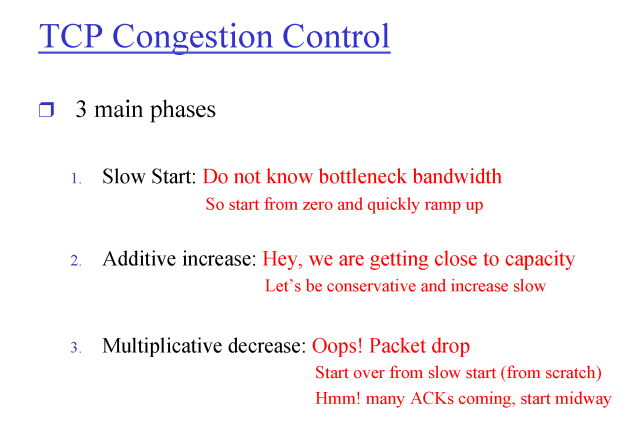 TCP Congestion Control
3 main phases
1. Slow Start: Do not know bottleneck bandwidth
So start from zero and quickly ramp up
2. Additive increase: Hey, we are getting close to capacity
Let’s be conservative and increase slow
3. Multiplicative decrease: Oops! Packet drop
Start over from slow start (from scratch)
Hmm! many ACKs coming, start midway